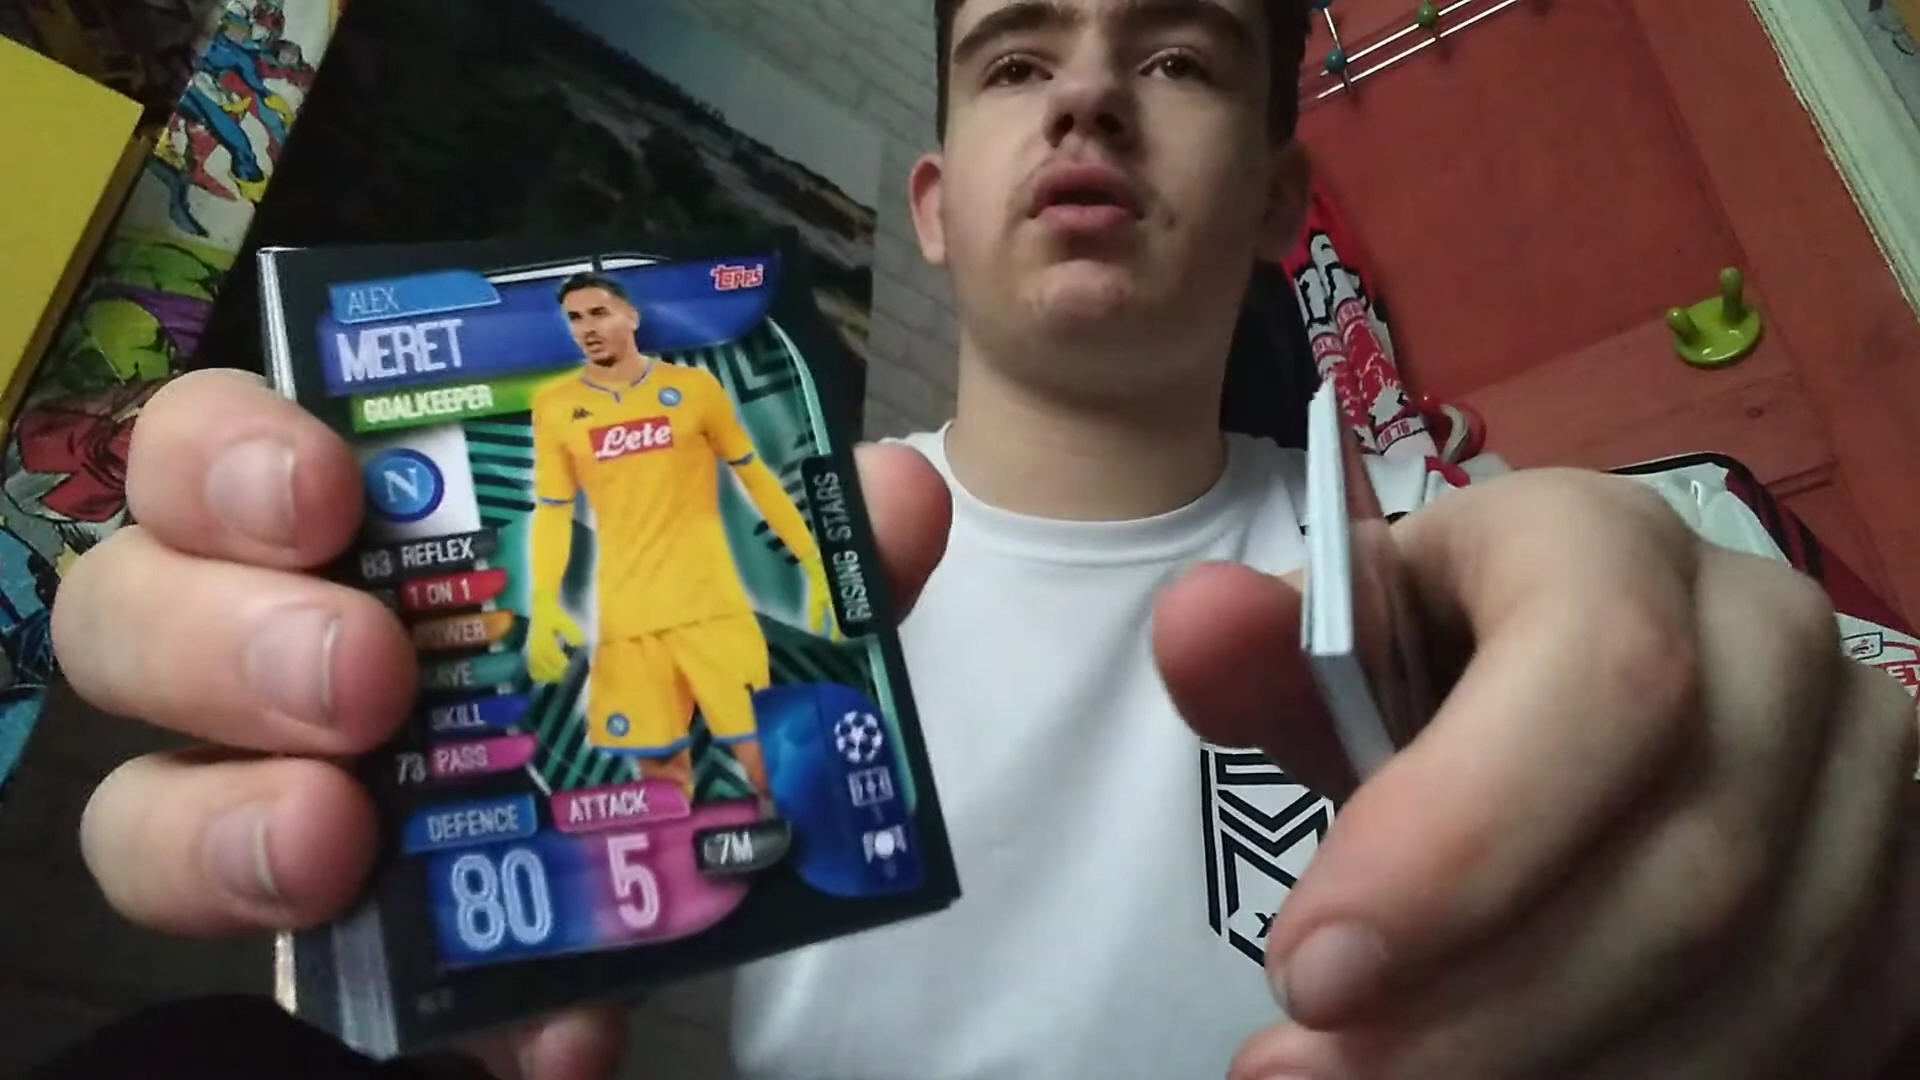 ALEX
TOPPS
MERET
GOALKEEPER
Lete
N
RISING STARS
83 REFLEX
1 ON 1
POWER
SKILL
73 PASS
DEFENCE
ATTACK
80
5
7M